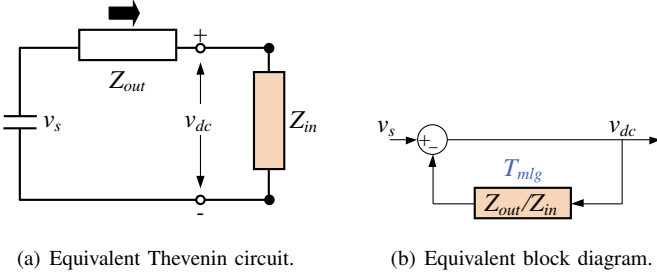 +
Z_out
v_s
v_dc
Z_in
-
(a) Equivalent Thevenin circuit.
v_s
+
-
v_dc
T_mlg
Z_out/Z_in
(b) Equivalent block diagram.